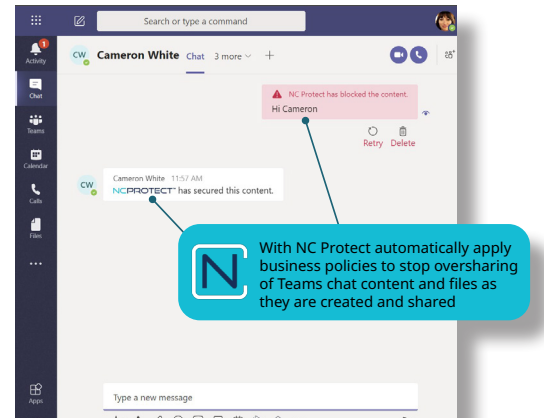 Search or type a command
1
Activity
CW
Cameron White Chat 3 more
Chat
NC Protect has blocked the content.
Hi Cameron
Teams
Retry Delete
Calendar
Cameron White 11:57 AM
CW
NCPROTECT™ has secured this content.
Calls
Files
N
With NC Protect automatically apply
business policies to stop oversharing
of Teams chat content and files as
they are created and shared
Apps
Type a new message